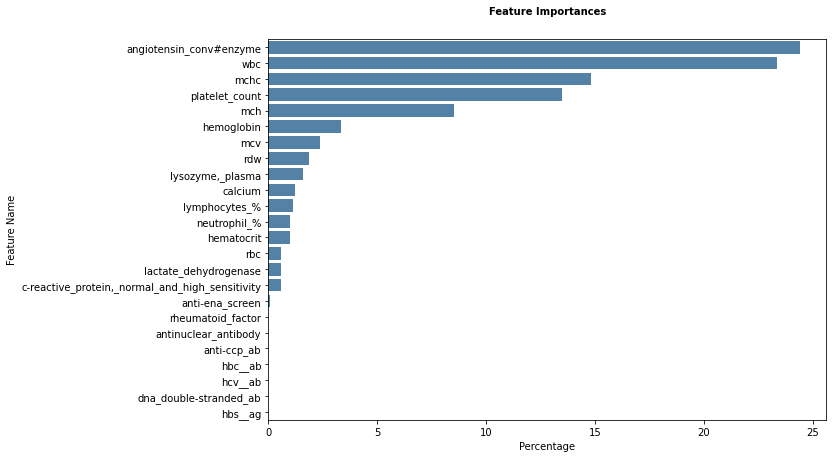 Feature Importances
Feature Name
angiotensin_conv#enzyme
wbc
mchc
platelet_count
mch
hemoglobin
mcv
rdw
lysozyme,_plasma
calcium
lymphocytes_%
neutrophil_%
hematocrit
rbc
lactate_dehydrogenase
c-reactive_protein,_normal_and_high_sensitivity
anti-ena_screen
rheumatoid_factor
antinuclear_antibody
anti-ccp_ab
hbc__ab
hcv__ab
dna_double-stranded_ab
hbs__ag
0 5 10 15 20 25
Percentage